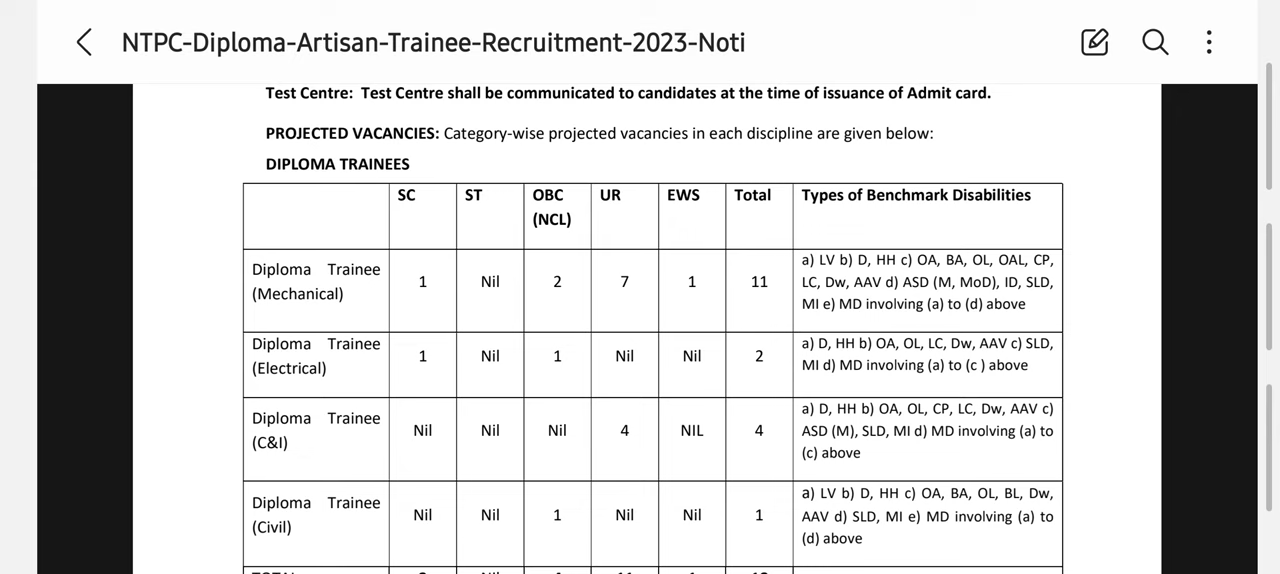 NTPC-Diploma-Artisan-Trainee-Recruitment-2023-Noti
Test Centre: Test Centre shall be communicated to candidates at the time of issuance of Admit card.
PROJECTED VACANCIES: Category-wise projected vacancies in each discipline are given below:
DIPLOMA TRAINEES
SC ST OBC (NCL) UR EWS Total Types of Benchmark Disabilities
Diploma Trainee (Mechanical) 1 Nil 2 7 1 11 a) LV b) D, HH c) OA, BA, OL, OAL, CP,
LC, Dw, AAV d) ASD (M, MoD), ID, SLD,
MI e) MD involving (a) to (d) above
Diploma Trainee (Electrical) 1 Nil 1 Nil Nil 2 a) D, HH b) OA, OL, LC, Dw, AAV c) SLD,
MI d) MD involving (a) to (c ) above
Diploma Trainee (C&I) Nil Nil Nil 4 NIL 4 a) D, HH b) OA, OL, CP, LC, Dw, AAV c)
ASD (M), SLD, MI d) MD involving (a) to
(c) above
Diploma Trainee (Civil) Nil Nil 1 Nil Nil 1 a) LV b) D, HH c) OA, BA, OL, BL, Dw,
AAV d) SLD, MI e) MD involving (a) to
(d) above